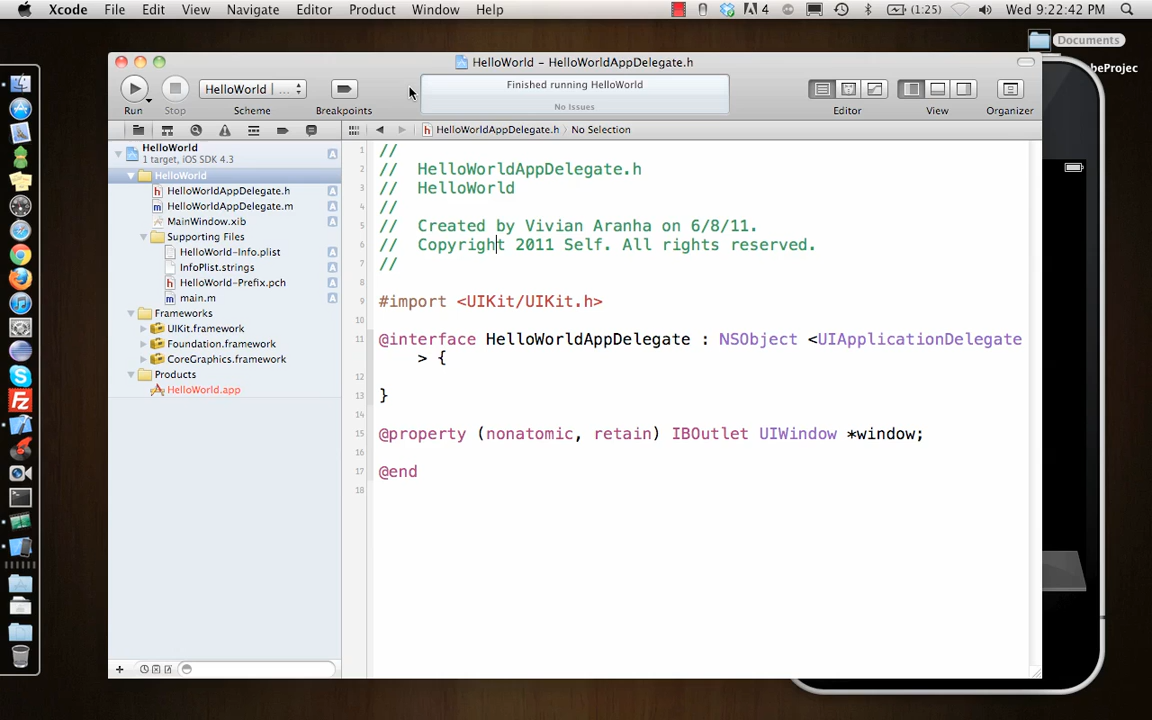 Xcode File Edit View Navigate Editor Product Window Help 4 (1:25) Wed 9:22:42 PM
Documents
beProjec
HelloWorld - HelloWorldAppDelegate.h
HelloWorld | ...
Finished running HelloWorld
No Issues
Run Stop Scheme Breakpoints Editor View Organizer
HelloWorldAppDelegate.h No Selection
HelloWorld
1 target, iOS SDK 4.3
A
HelloWorld
HelloWorldAppDelegate.h A
HelloWorldAppDelegate.m A
MainWindow.xib A
Supporting Files
HelloWorld-Info.plist A
InfoPlist.strings A
HelloWorld-Prefix.pch A
main.m A
Frameworks
UIKit.framework
Foundation.framework
CoreGraphics.framework
Products
HelloWorld.app
1 //
2 // HelloWorldAppDelegate.h
3 // HelloWorld
4 //
5 // Created by Vivian Aranha on 6/8/11.
6 // Copyright 2011 Self. All rights reserved.
7 //
8
9 #import <UIKit/UIKit.h>
10
11 @interface HelloWorldAppDelegate : NSObject <UIApplicationDelegate
> {
12
13 }
14
15 @property (nonatomic, retain) IBOutlet UIWindow *window;
16
17 @end
18